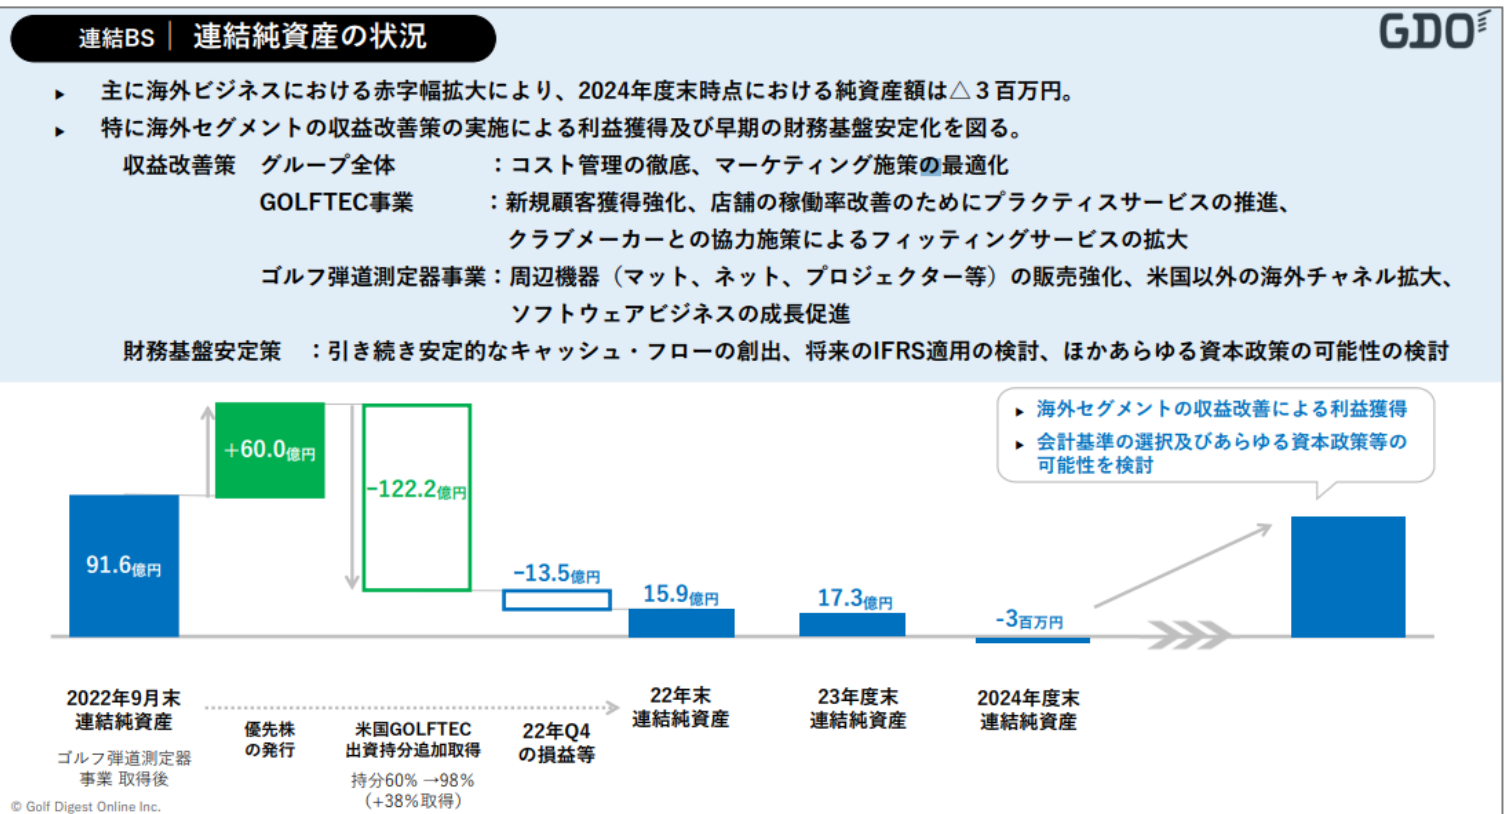 連結BS│ 連結純資産の状況
GDO
▶ 主に海外ビジネスにおける赤字幅拡大により、2024年度末時点における純資産額は△３百万円。
▶ 特に海外セグメントの収益改善策の実施による利益獲得及び早期の財務基盤安定化を図る。
収益改善策 グループ全体 ：コスト管理の徹底、マーケティング施策の最適化
GOLFTEC事業 ：新規顧客獲得強化、店舗の稼働率改善のためにプラクティスサービスの推進、
クラブメーカーとの協力施策によるフィッティングサービスの拡大
ゴルフ弾道測定器事業：周辺機器（マット、ネット、プロジェクター等）の販売強化、米国以外の海外チャネル拡大、
ソフトウェアビジネスの成長促進
財務基盤安定策 ：引き続き安定的なキャッシュ・フローの創出、将来のIFRS適用の検討、ほかあらゆる資本政策の可能性の検討
▶ 海外セグメントの収益改善による利益獲得
▶ 会計基準の選択及びあらゆる資本政策等の
可能性を検討
91.6億円
+60.0億円
-122.2億円
-13.5億円
15.9億円
17.3億円
-3百万円
2022年9月末
連結純資産
ゴルフ弾道測定器
事業 取得後
優先株
の発行
米国GOLFTEC
出資持分追加取得
持分60% →98%
（+38%取得）
22年Q4
の損益等
22年末
連結純資産
23年度末
連結純資産
2024年度末
連結純資産
© Golf Digest Online Inc.